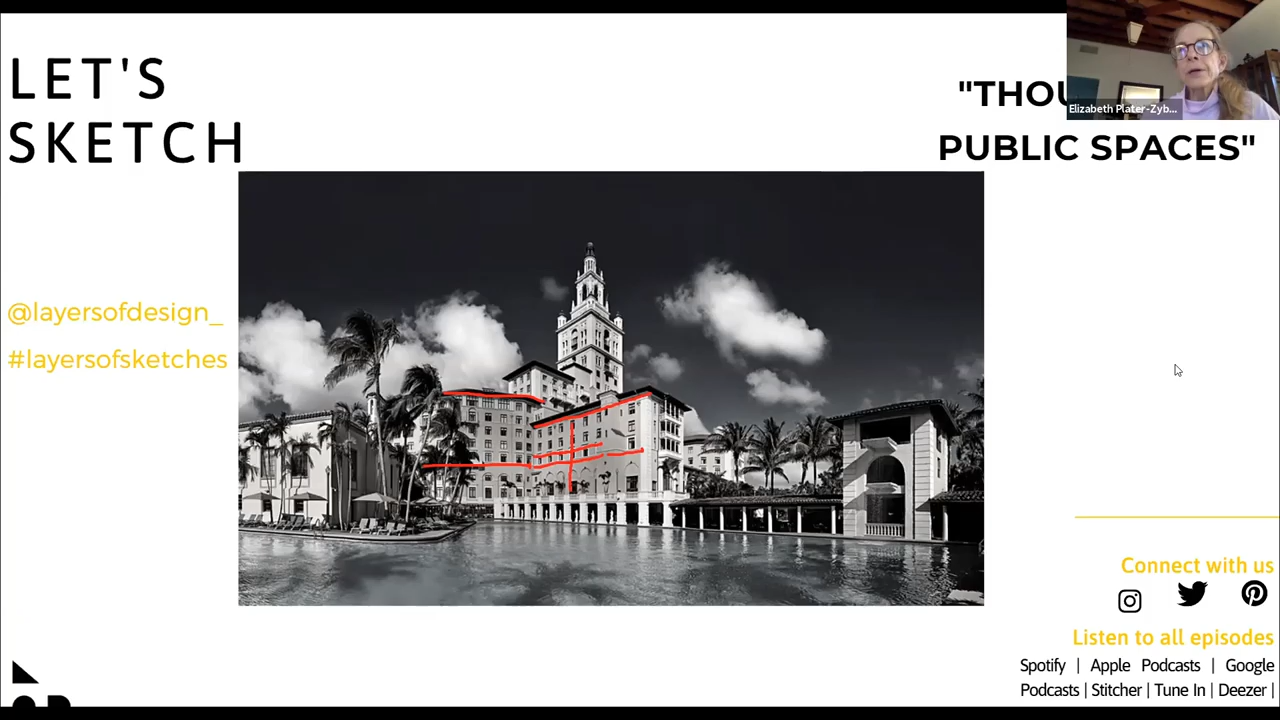 LET'S
SKETCH
"THOU
PUBLIC SPACES"
Elizabeth Plater-Zyb...
@layersofdesign_
#layersofsketches
Connect with us
Listen to all episodes
Spotify | Apple Podcasts | Google
Podcasts | Stitcher | Tune In | Deezer |